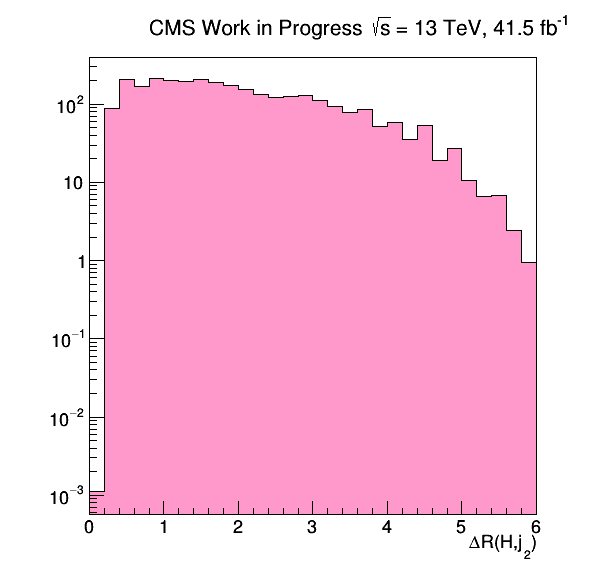 CMS Work in Progress √s = 13 TeV, 41.5 fb⁻¹
10²
10
1
10⁻¹
10⁻²
10⁻³
0 1 2 3 4 5 6
ΔR(H,j₂)